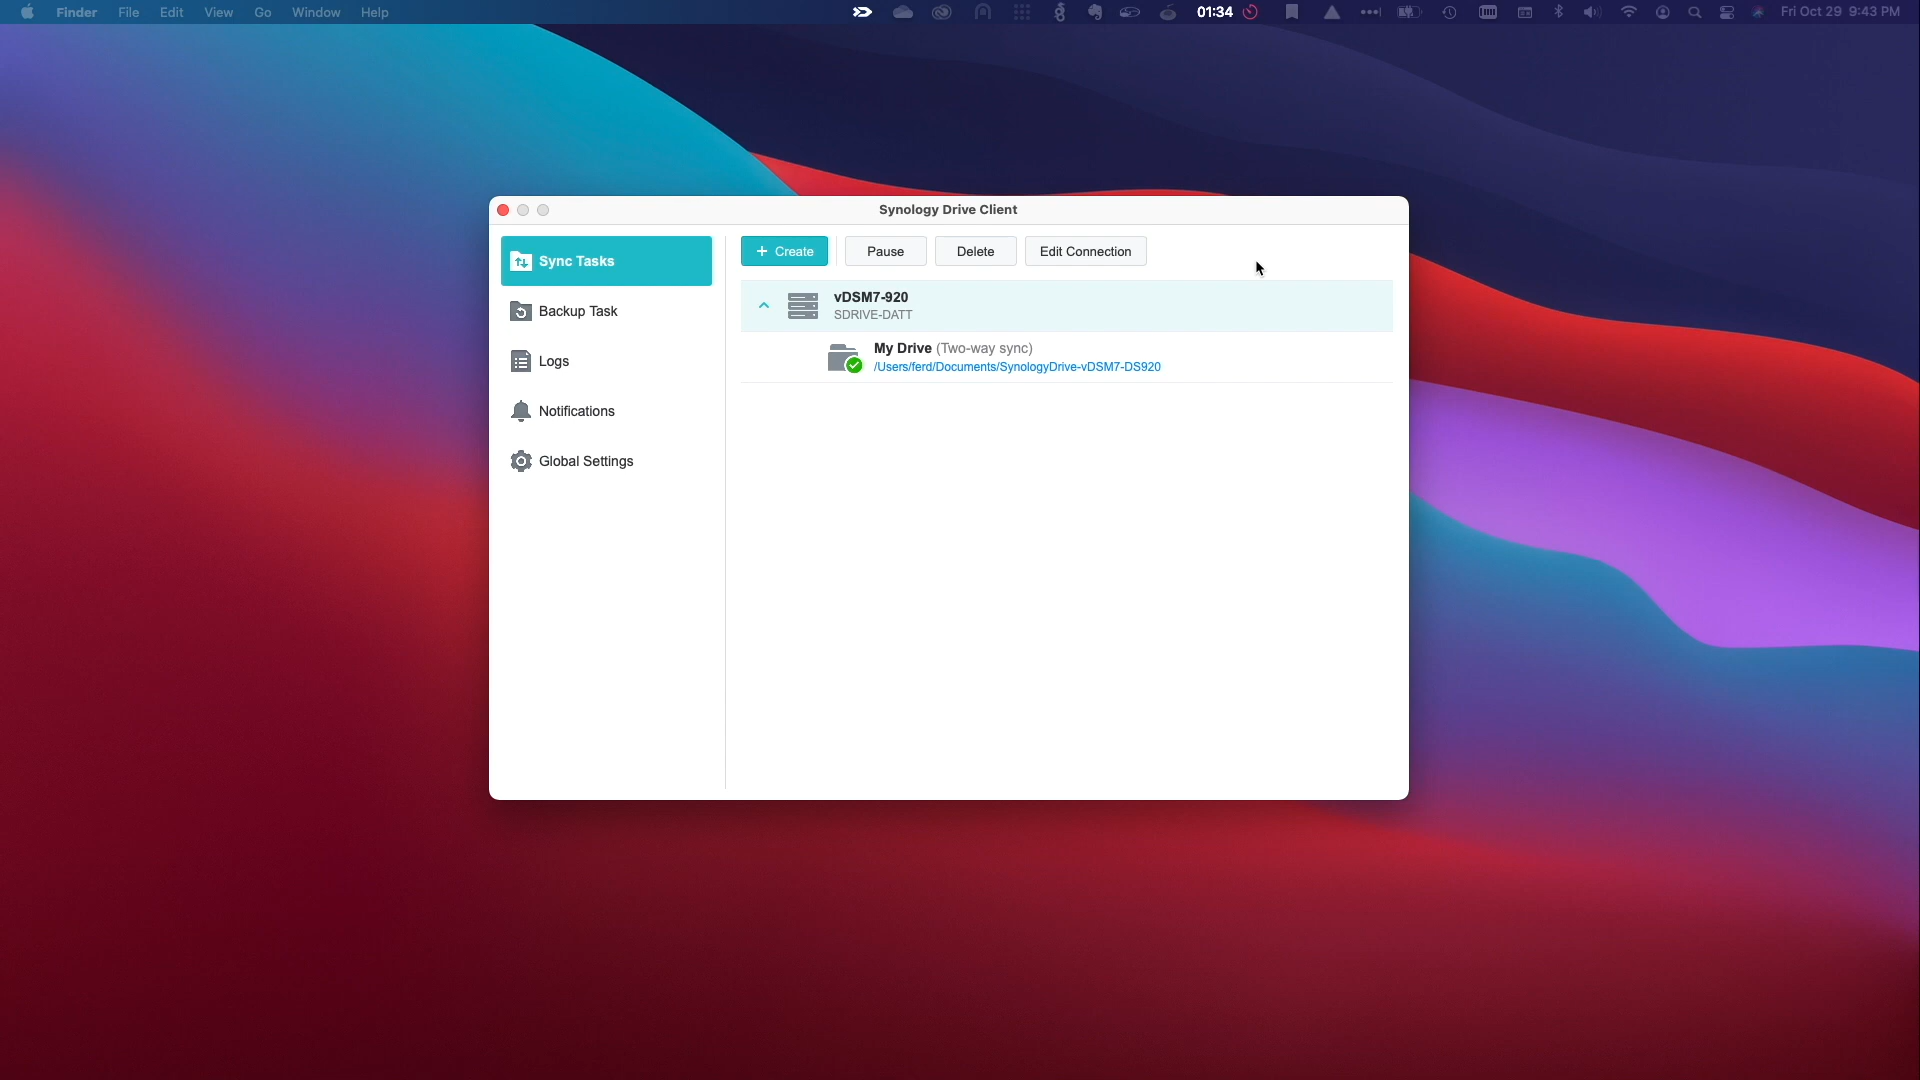 Finder File Edit View Go Window Help 01:34 Fri Oct 29 9:43 PM
Synology Drive Client
Sync Tasks
Backup Task
Logs
Notifications
Global Settings
+ Create Pause Delete Edit Connection
vDSM7-920
SDRIVE-DATT
My Drive (Two-way sync)
/Users/ferd/Documents/SynologyDrive-vDSM7-DS920